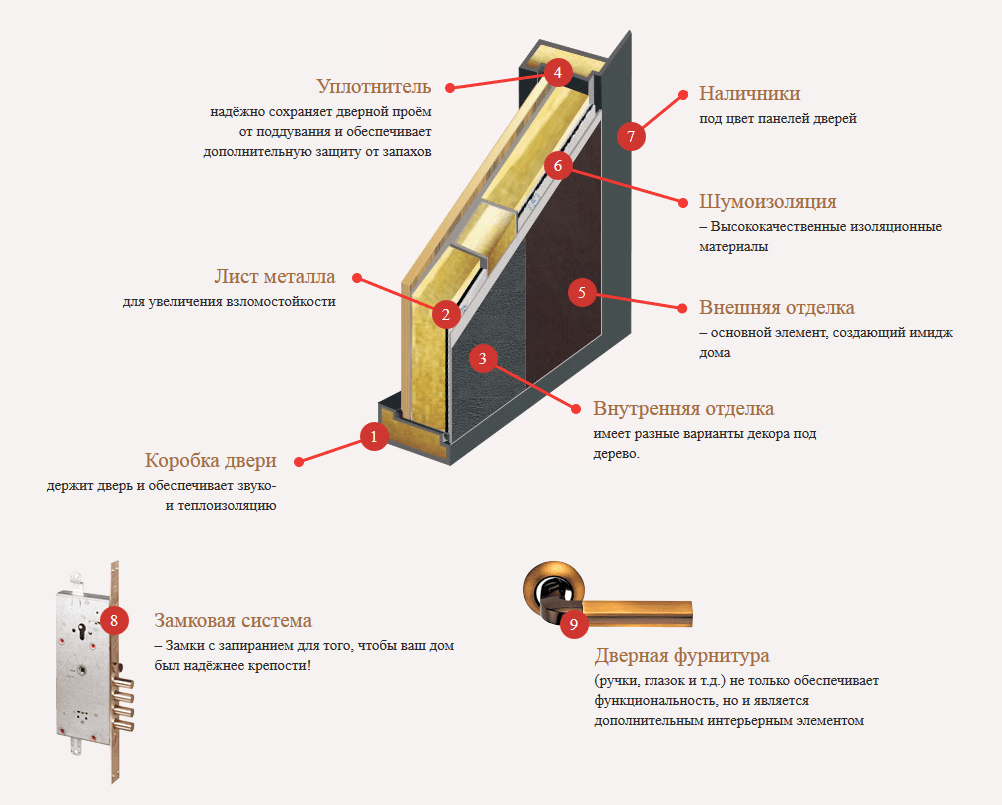 4
Уплотнитель
надёжно сохраняет дверной проём
от поддувания и обеспечивает
дополнительную защиту от запахов
Наличники
под цвет панелей дверей
7
6
Шумоизоляция
– Высококачественные изоляционные
материалы
Лист металла
для увеличения взломостойкости
2
5
Внешняя отделка
– основной элемент, создающий имидж
дома
3
Внутренняя отделка
имеет разные варианты декора под
дерево.
1
Коробка двери
держит дверь и обеспечивает звуко-
и теплоизоляцию
8
Замковая система
– Замки с запиранием для того, чтобы ваш дом
был надёжнее крепости!
9
Дверная фурнитура
(ручки, глазок и т.д.) не только обеспечивает
функциональность, но и является
дополнительным интерьерным элементом